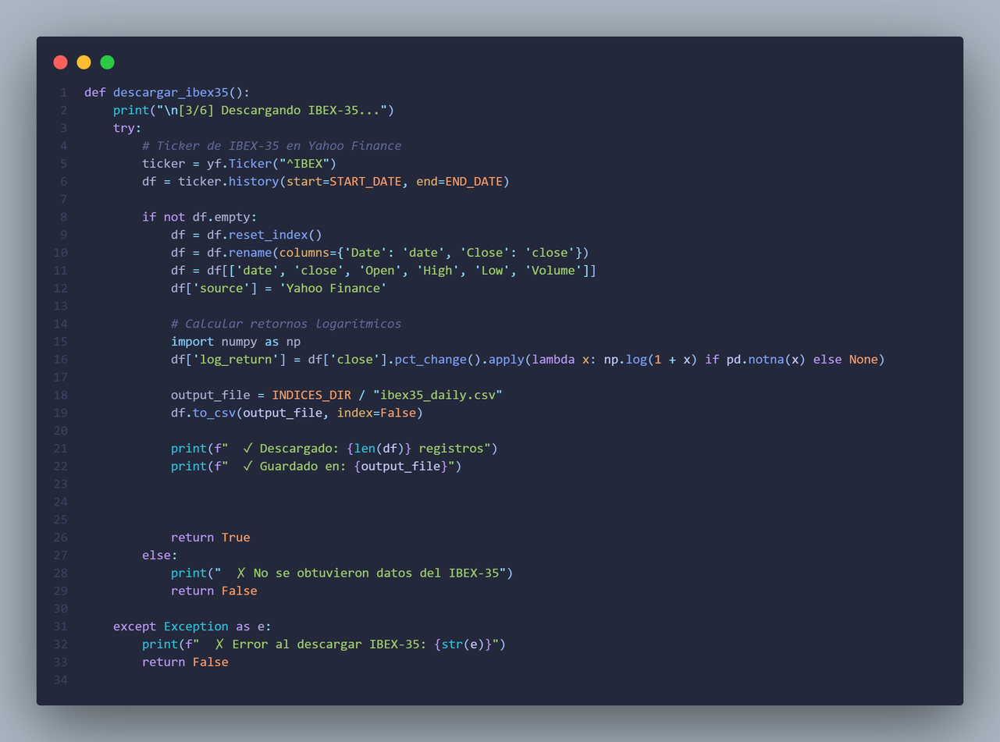 1 def descargar_ibex35():
2     print("\n[3/6] Descargando IBEX-35...")
3     try:
4         # Ticker de IBEX-35 en Yahoo Finance
5         ticker = yf.Ticker("^IBEX")
6         df = ticker.history(start=START_DATE, end=END_DATE)
7
8         if not df.empty:
9             df = df.reset_index()
10             df = df.rename(columns={'Date': 'date', 'Close': 'close'})
11             df = df[['date', 'close', 'Open', 'High', 'Low', 'Volume']]
12             df['source'] = 'Yahoo Finance'
13
14             # Calcular retornos logarítmicos
15             import numpy as np
16             df['log_return'] = df['close'].pct_change().apply(lambda x: np.log(1 + x) if pd.notna(x) else None)
17
18             output_file = INDICES_DIR / "ibex35_daily.csv"
19             df.to_csv(output_file, index=False)
20
21             print(f"  ✓ Descargado: {len(df)} registros")
22             print(f"  ✓ Guardado en: {output_file}")
23
24
25
26             return True
27         else:
28             print("  ✗ No se obtuvieron datos del IBEX-35")
29             return False
30
31     except Exception as e:
32         print(f"  ✗ Error al descargar IBEX-35: {str(e)}")
33         return False
34